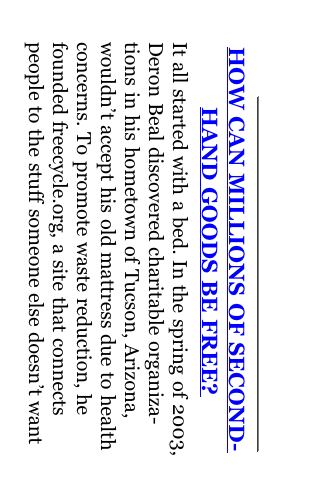 HOW CAN MILLIONS OF SECOND-
HAND GOODS BE FREE?
It all started with a bed. In the spring of 2003,
Deron Beal discovered charitable organiza-
tions in his hometown of Tucson, Arizona,
wouldn’t accept his old mattress due to health
concerns. To promote waste reduction, he
founded freecycle.org, a site that connects
people to the stuff someone else doesn’t want